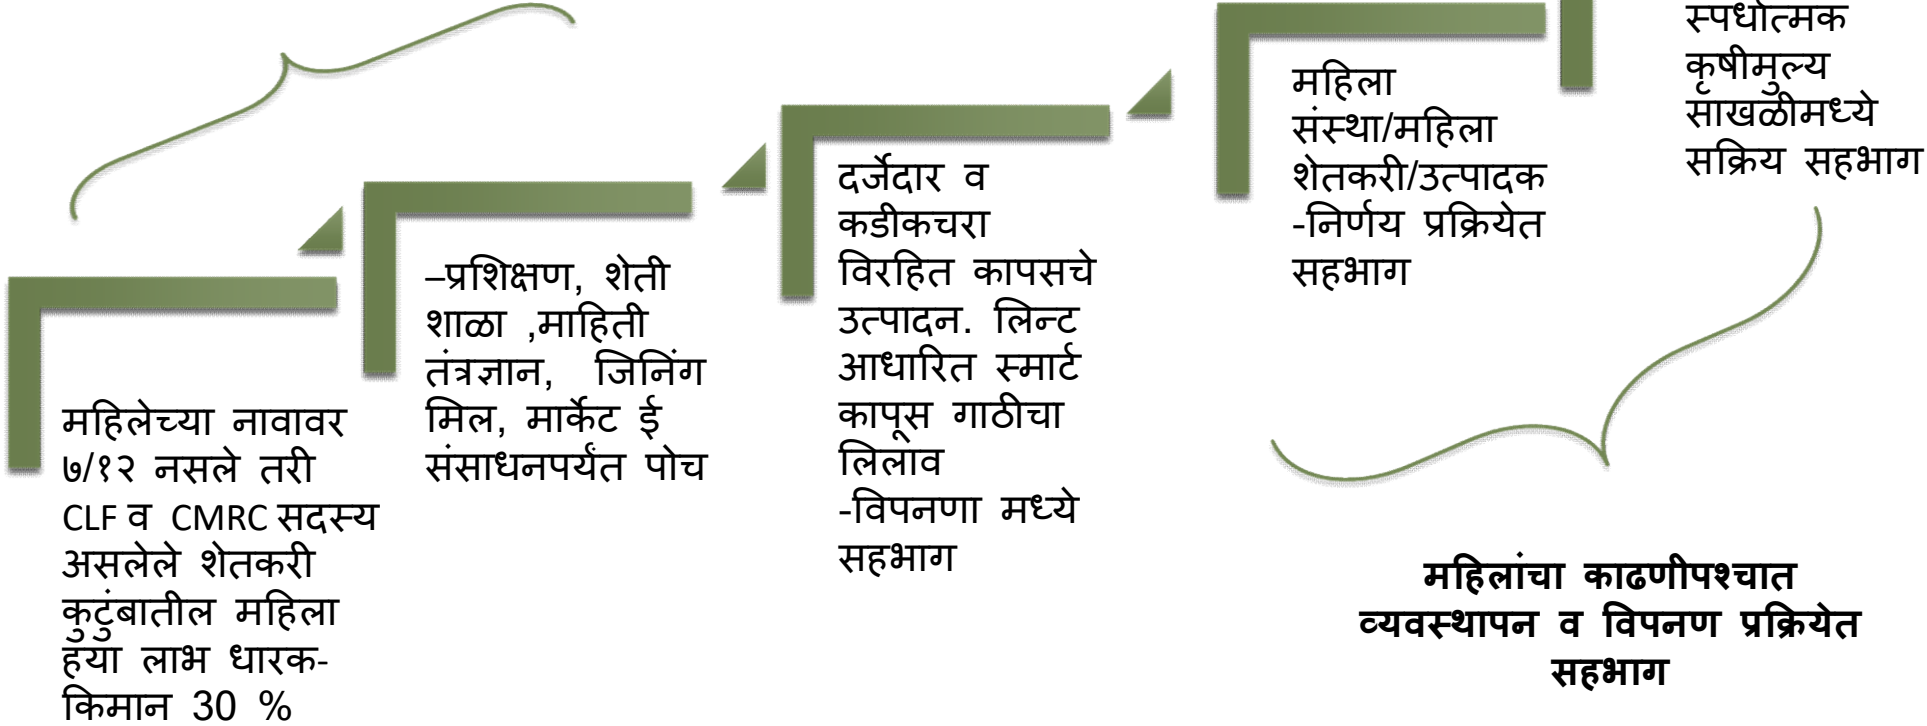 महिलेच्या नावावर
७/१२ नसले तरी
CLF व CMRC सदस्य
असलेले शेतकरी
कुटुंबातील महिला
हया लाभ धारक-
किमान 30 %
–प्रशिक्षण, शेती
शाळा ,माहिती
तंत्रज्ञान, जिनिंग
मिल, मार्केट ई
संसाधनपर्यंत पोच
दर्जेदार व
कडीकचरा
विरहित कापसचे
उत्पादन. लिन्ट
आधारित स्मार्ट
कापूस गाठीचा
लिलाव
-विपनणा मध्ये
सहभाग
महिला
संस्था/महिला
शेतकरी/उत्पादक
-निर्णय प्रक्रियेत
सहभाग
स्पर्धात्मक
कृषीमुल्य
साखळीमध्ये
सक्रिय सहभाग
महिलांचा काढणीपश्चात
व्यवस्थापन व विपनण प्रक्रियेत
सहभाग